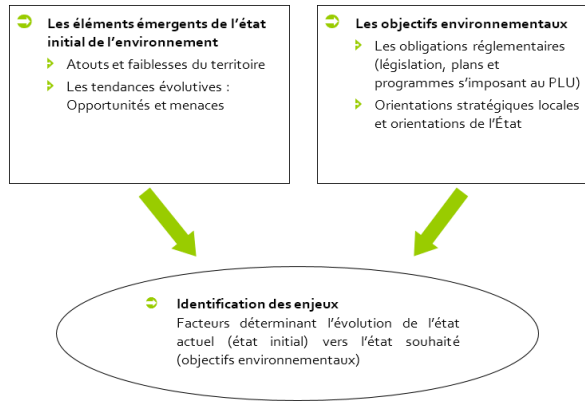 Les éléments émergents de l'état
initial de l'environnement
Atouts et faiblesses du territoire
Les tendances évolutives :
Opportunités et menaces
Les objectifs environnementaux
Les obligations réglementaires
(législation, plans et
programmes s'imposant au PLU)
Orientations stratégiques locales
et orientations de l'État
Identification des enjeux
Facteurs déterminant l'évolution de l'état
actuel (état initial) vers l'état souhaité
(objectifs environnementaux)